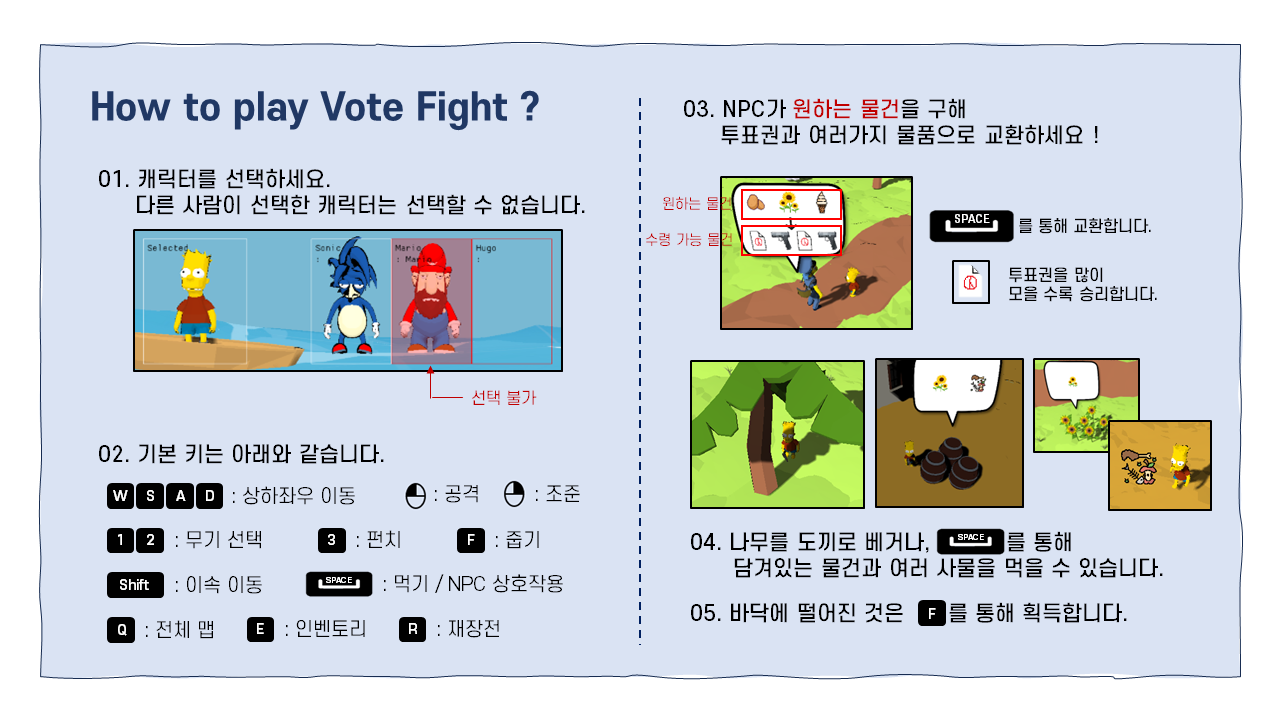 How to play Vote Fight ?
01. 캐릭터를 선택하세요.
다른 사람이 선택한 캐릭터는 선택할 수 없습니다.
Selected
Sonic
:
Mario
: Mario
Hugo
:
선택 불가
02. 기본 키는 아래와 같습니다.
W S A D : 상하좌우 이동 : 공격 : 조준
1 2 : 무기 선택 3 : 펀치 F : 줍기
Shift : 이속 이동 SPACE : 먹기 / NPC 상호작용
Q : 전체 맵 E : 인벤토리 R : 재장전
03. NPC가 원하는 물건을 구해
투표권과 여러가지 물품으로 교환하세요 !
원하는 물건
수령 가능 물건
SPACE 를 통해 교환합니다.
투표권을 많이
모을 수록 승리합니다.
04. 나무를 도끼로 베거나, SPACE 를 통해
담겨있는 물건과 여러 사물을 먹을 수 있습니다.
05. 바닥에 떨어진 것은 F 를 통해 획득합니다.